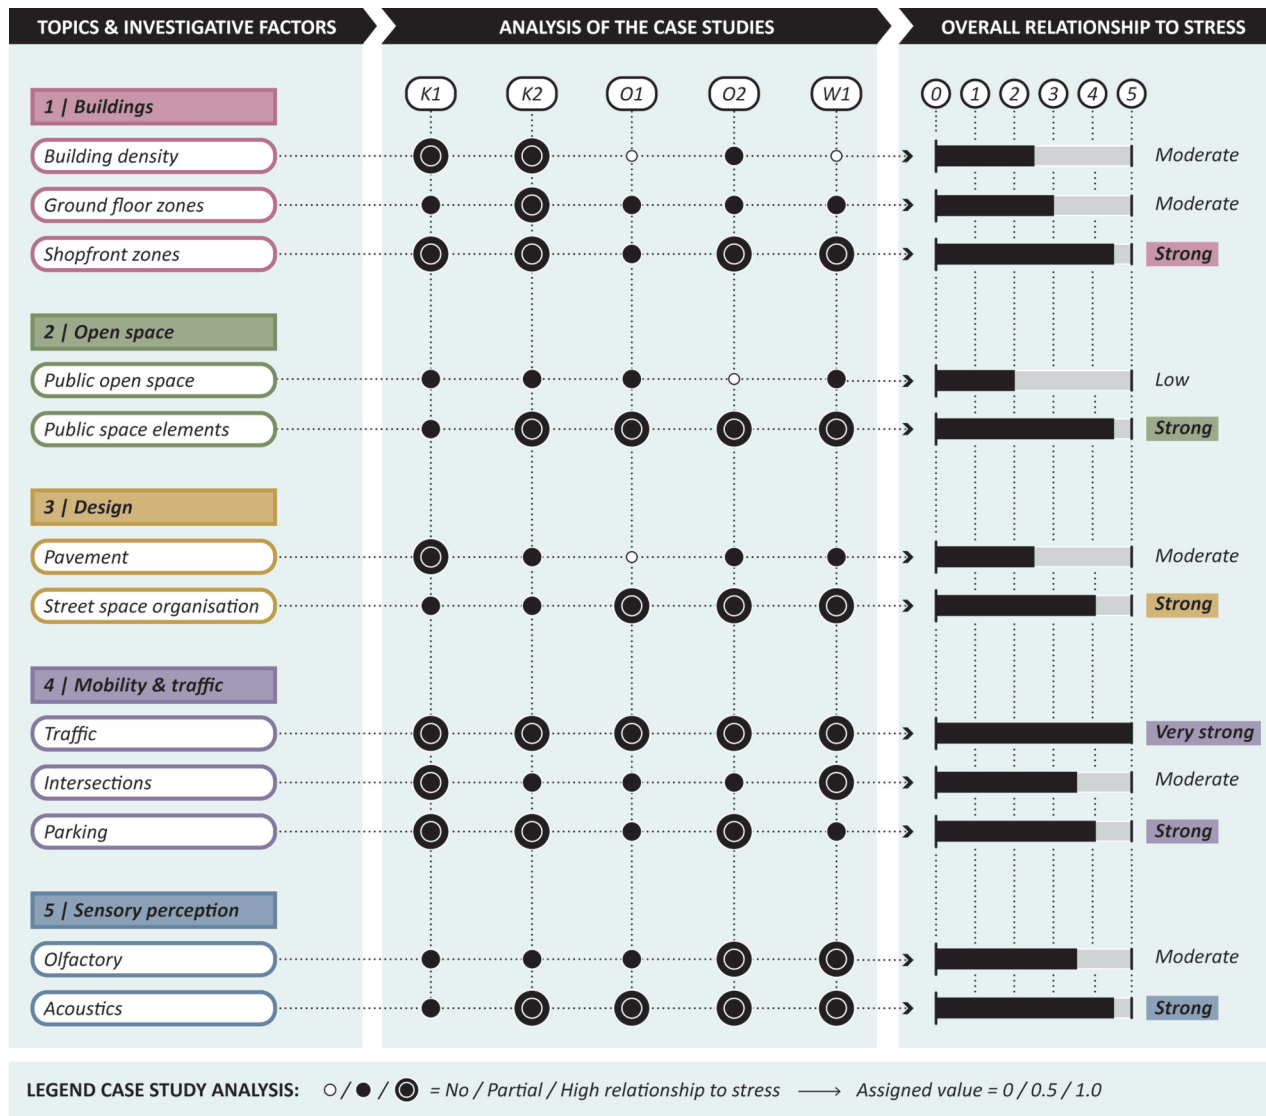 TOPICS & INVESTIGATIVE FACTORS
ANALYSIS OF THE CASE STUDIES
OVERALL RELATIONSHIP TO STRESS
K1 K2 O1 O2 W1
0 1 2 3 4 5
1 | Buildings
Building density
Moderate
Ground floor zones
Moderate
Shopfront zones
Strong
2 | Open space
Public open space
Low
Public space elements
Strong
3 | Design
Pavement
Moderate
Street space organisation
Strong
4 | Mobility & traffic
Traffic
Very strong
Intersections
Moderate
Parking
Strong
5 | Sensory perception
Olfactory
Moderate
Acoustics
Strong
LEGEND CASE STUDY ANALYSIS: / / = No / Partial / High relationship to stress Assigned value = 0 / 0.5 / 1.0